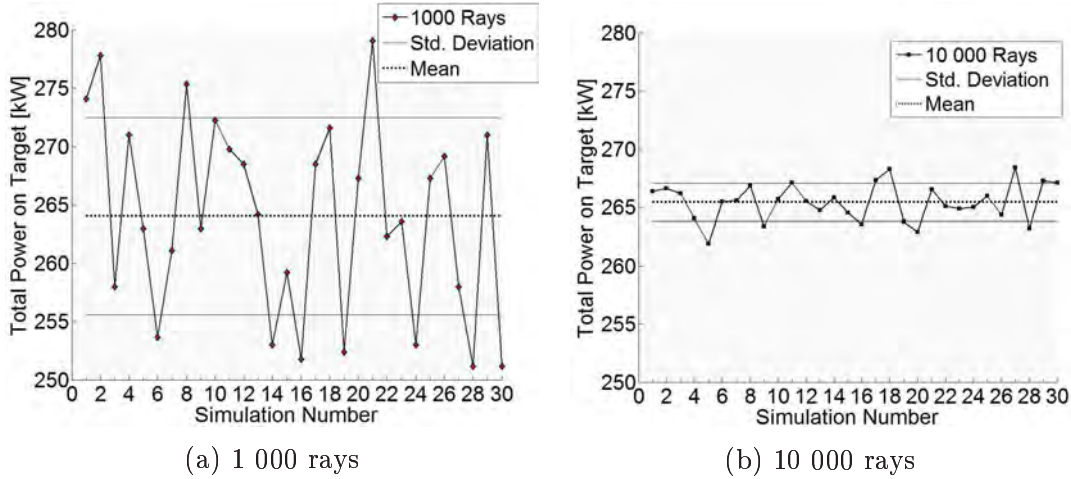 280
275
270
265
260
255
250
Total Power on Target [kW]
0 2 4 6 8 10 12 14 16 18 20 22 24 26 28 30
Simulation Number
1000 Rays
Std. Deviation
Mean
(a) 1 000 rays
280
275
270
265
260
255
250
Total Power on Target [kW]
0 2 4 6 8 10 12 14 16 18 20 22 24 26 28 30
Simulation Number
10 000 Rays
Std. Deviation
Mean
(b) 10 000 rays